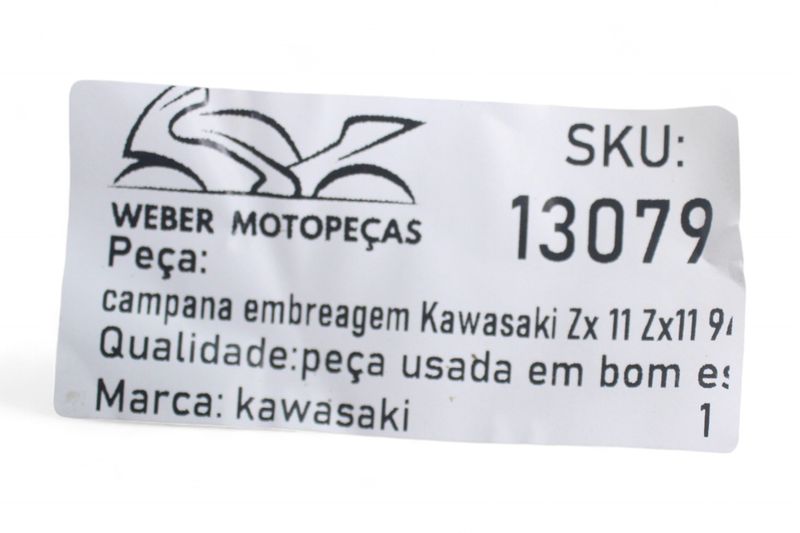 WEBER MOTOPEÇAS
SKU:
13079
Peça:
campana embreagem Kawasaki Zx 11 Zx11
Qualidade:peça usada em bom
Marca: kawasaki
1